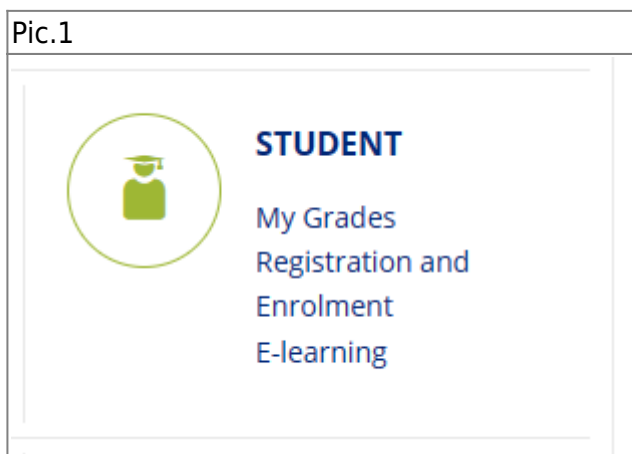 Pic.1
STUDENT
My Grades
Registration and
Enrolment
E-learning